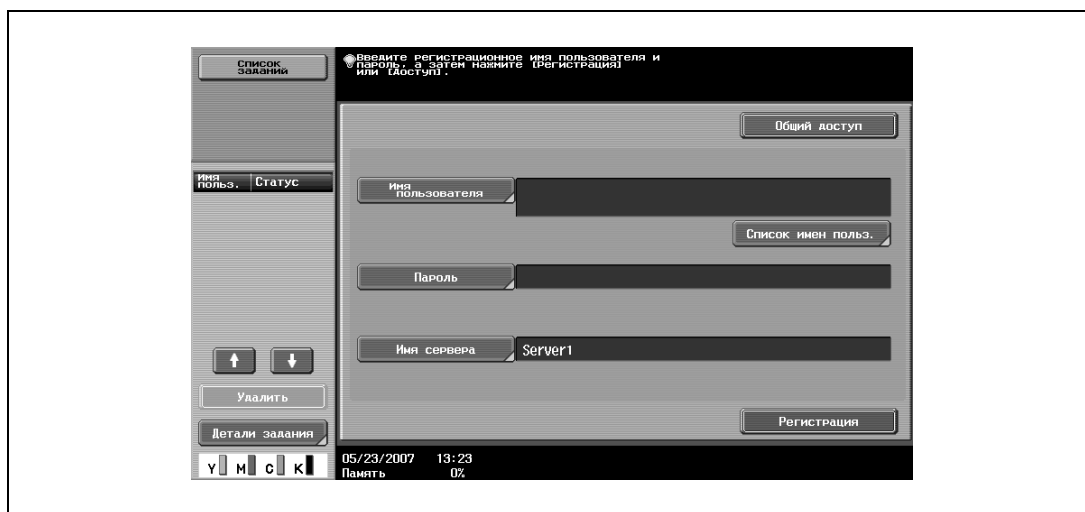 Список
заданий
Введите регистрационное имя пользователя и
пароль, а затем нажмите [Регистрация]
или [Доступ].
Общий доступ
Имя
польз.
Статус
Имя
пользователя
Список имен польз.
Пароль
Имя сервера
Server1
Удалить
Детали задания
Регистрация
Y M C K
05/23/2007 13:23
Память 0%